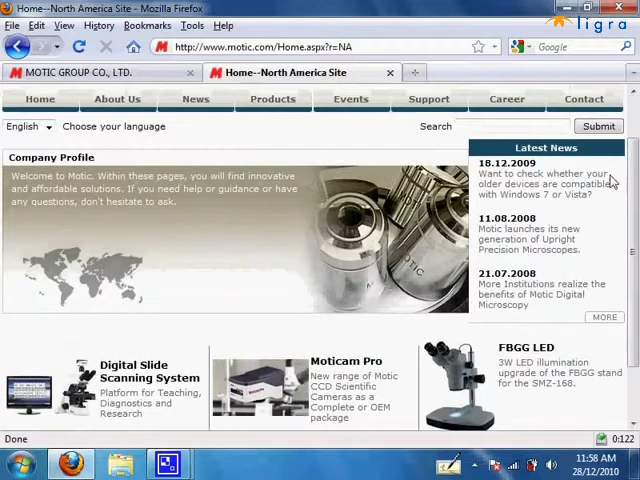 Home--North America Site - Mozilla Firefox
File Edit View History Bookmarks Tools Help
ligra
http://www.motic.com/Home.aspx?r=NA
Google
MOTIC GROUP CO., LTD.
Home--North America Site
Home About Us News Products Events Support Career Contact
English Choose your language Search Submit
Latest News
Company Profile
18.12.2009
Want to check whether your
older devices are compatible
with Windows 7 or Vista?
Welcome to Motic. Within these pages, you will find innovative
and affordable solutions. If you need help or guidance or have
any questions, don't hesitate to ask.
11.08.2008
Motic launches its new
generation of Upright
Precision Microscopes.
21.07.2008
More Institutions realize the
benefits of Motic Digital
Microscopy
MORE
MOTIC
Digital Slide
Scanning System
Platform for Teaching,
Diagnostics and
Research
Moticam Pro
New range of Motic
CCD Scientific
Cameras as a
Complete or OEM
package
FBGG LED
3W LED illumination
upgrade of the FBGG stand
for the SMZ-168.
Done 0:122
11:58 AM
28/12/2010